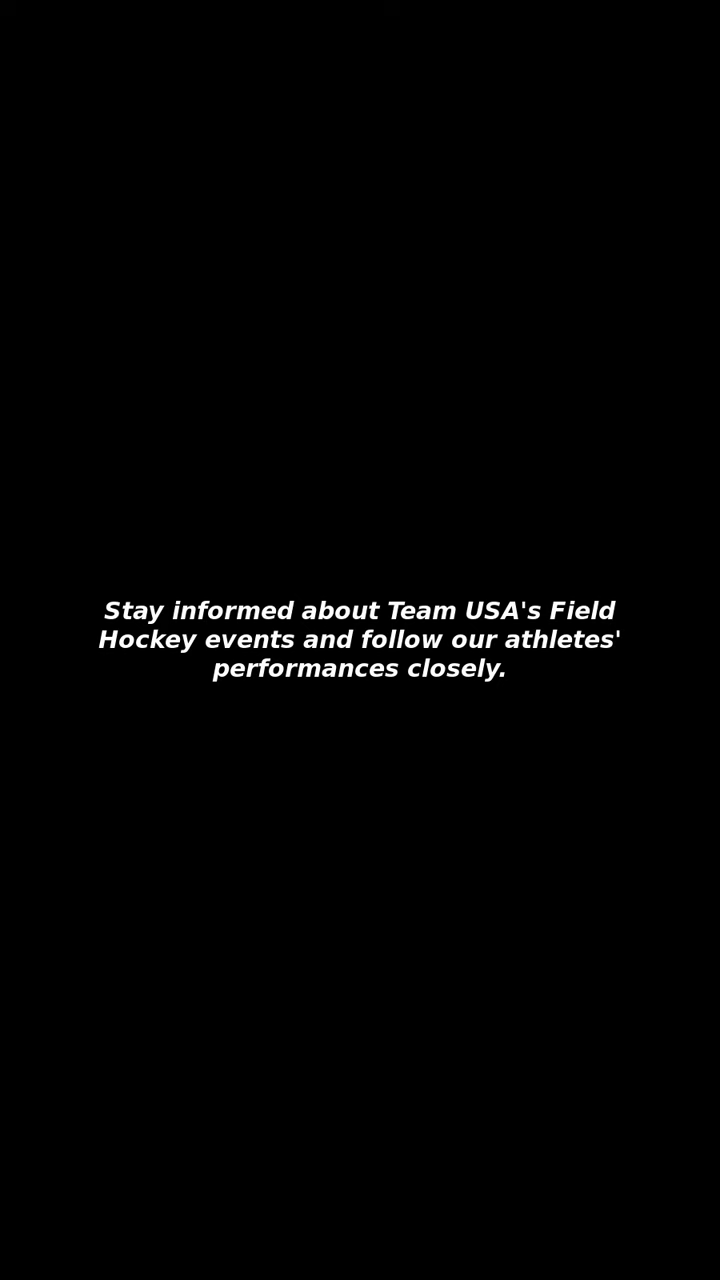 Stay informed about Team USA's Field
Hockey events and follow our athletes'
performances closely.